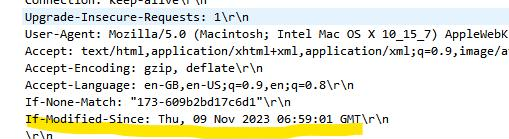 Connection: keep-alive\r\n
Upgrade-Insecure-Requests: 1\r\n
User-Agent: Mozilla/5.0 (Macintosh; Intel Mac OS X 10_15_7) AppleWebK
Accept: text/html,application/xhtml+xml,application/xml;q=0.9,image/a
Accept-Encoding: gzip, deflate\r\n
Accept-Language: en-GB,en-US;q=0.9,en;q=0.8\r\n
If-None-Match: "173-609b2bd17c6d1"\r\n
If-Modified-Since: Thu, 09 Nov 2023 06:59:01 GMT\r\n
\r\n